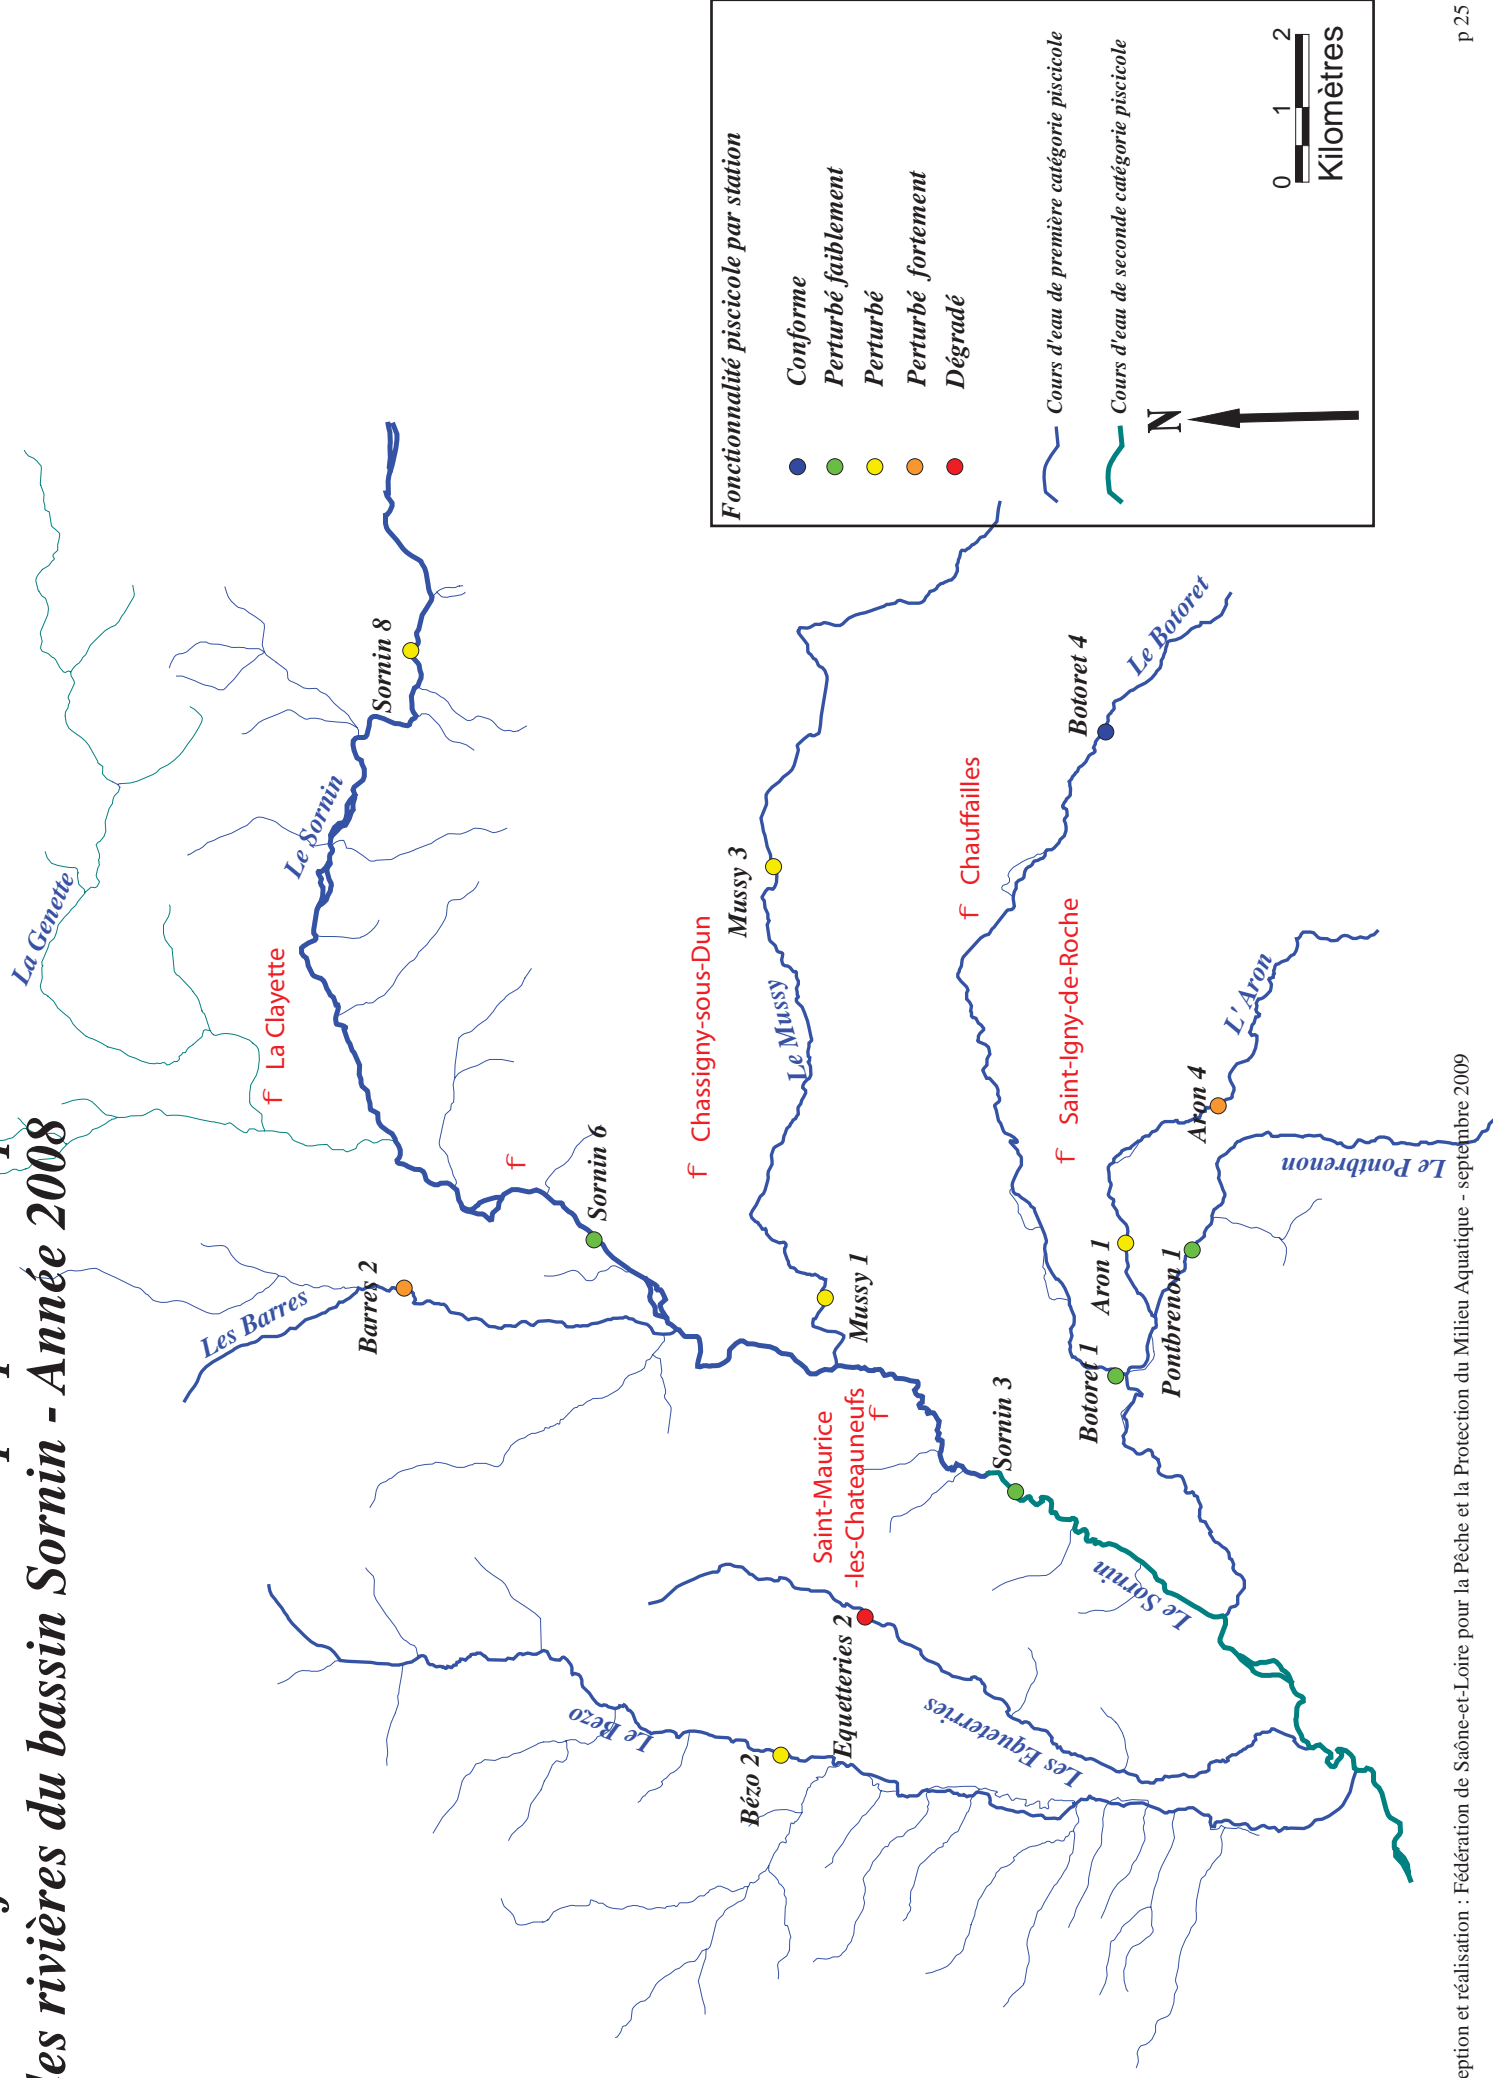 des rivières du bassin Sornin - Année 2008
La Genette
Le Sornin
Sornin 8
La Clayette
Les Barres
Barres 2
Sornin 6
Chassigny-sous-Dun
Mussy 3
Le Mussy
Mussy 1
Chauffailles
Botoret 4
Le Botoret
Saint-Igny-de-Roche
L'Aron
Aron 4
Aron 1
Le Pontbrenon
Pontbrenon 1
Botoret 1
Saint-Maurice
-les-Chateauneufs
Sornin 3
Le Sornin
Le Bezo
Bézo 2
Equetteries 2
Les Equeterries
Fonctionnalité piscicole par station
Conforme
Perturbé faiblement
Perturbé
Perturbé fortement
Dégradé
Cours d'eau de première catégorie piscicole
Cours d'eau de seconde catégorie piscicole
N
0 1 2
Kilomètres
eption et réalisation : Fédération de Saône-et-Loire pour la Pêche et la Protection du Milieu Aquatique - septembre 2009
p 25